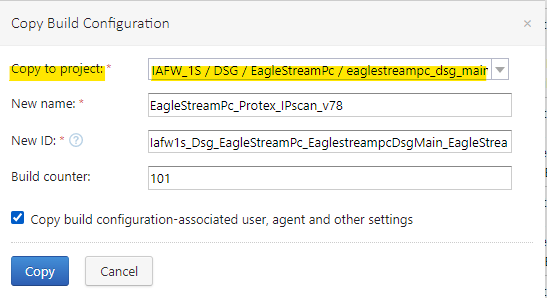 Copy Build Configuration
Copy to project: * IAFW_1S / DSG / EagleStreamPc / eaglestreampc_dsg_main
New name: * EagleStreamPc_Protex_IPscan_v78
New ID: * ? Iafw1s_Dsg_EagleStreamPc_EaglestreampcDsgMain_EagleStrea
Build counter: 101
Copy build configuration-associated user, agent and other settings
Copy Cancel